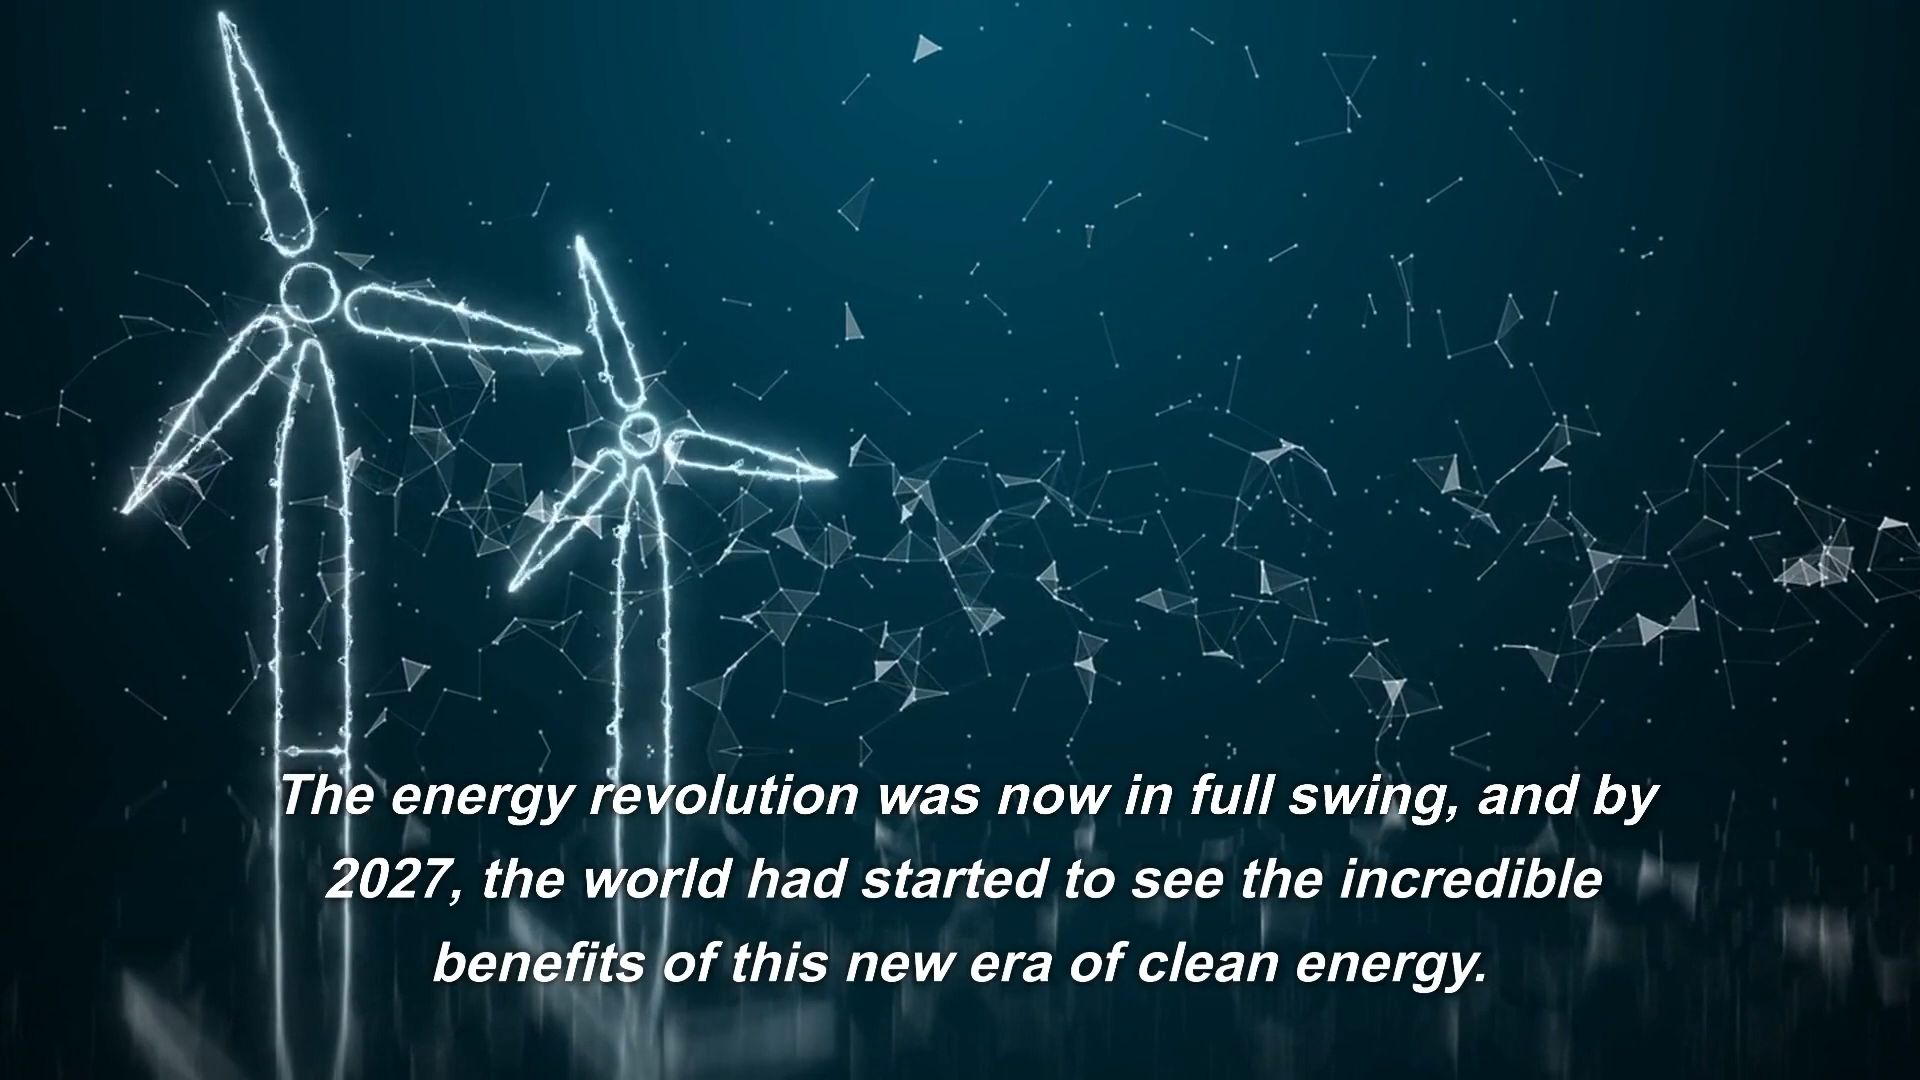 The energy revolution was now in full swing, and by
2027, the world had started to see the incredible
benefits of this new era of clean energy.